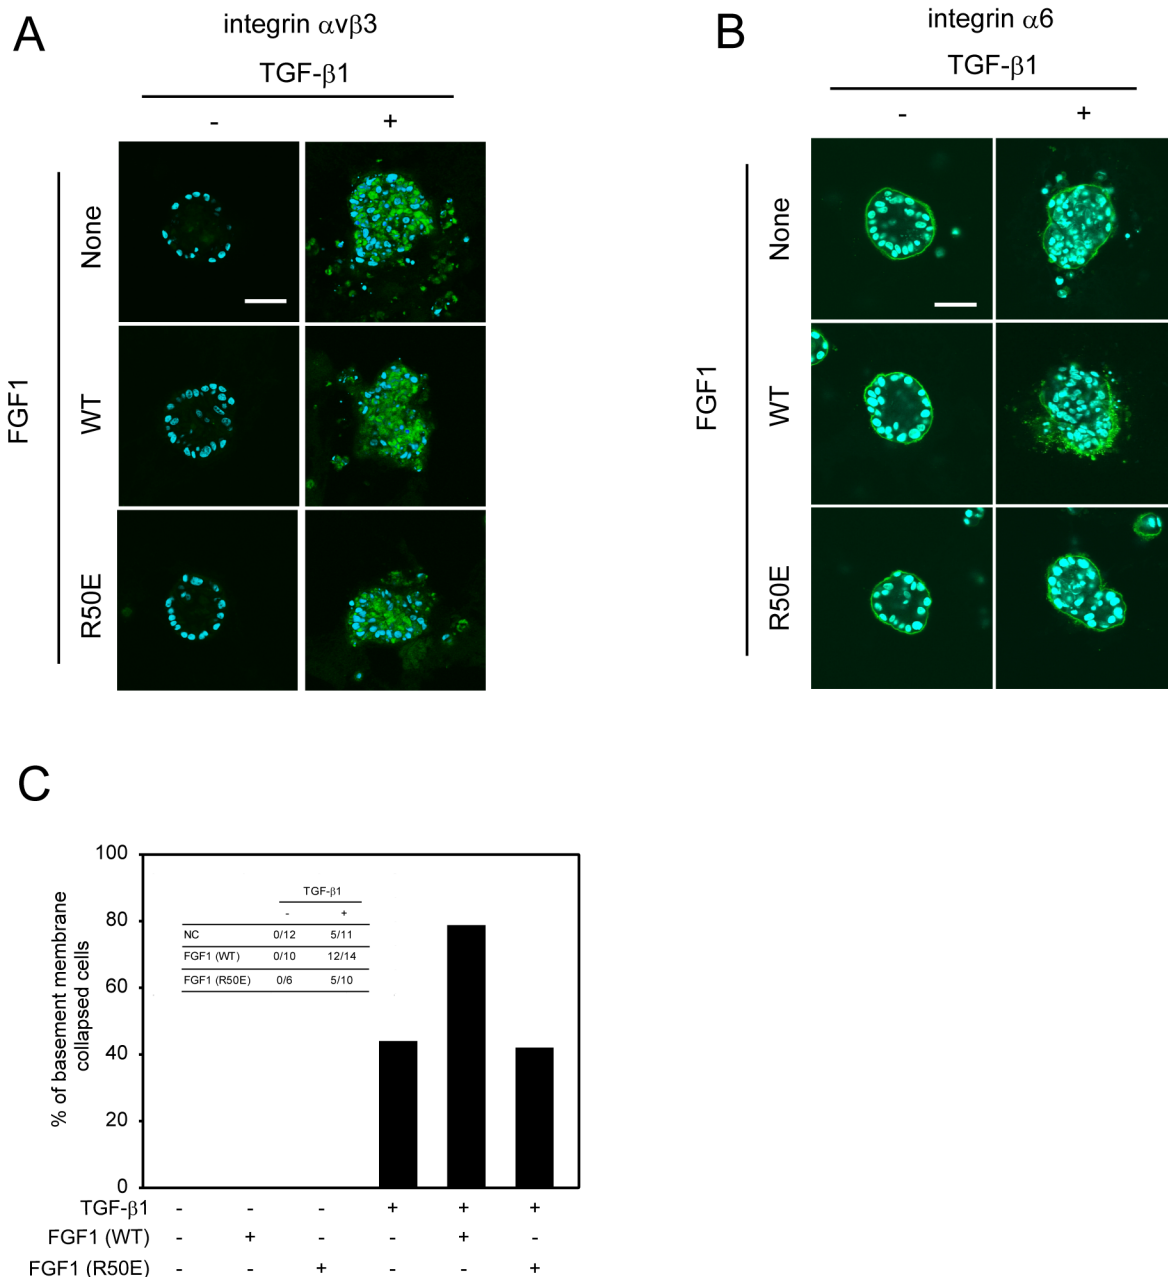 A
integrin αvβ3
TGF-β1
- +
None
WT
R50E
FGF1
B
integrin α6
TGF-β1
- +
None
WT
R50E
FGF1
C
% of basement membrane
collapsed cells
100
80
60
40
20
0
TGF-β1
- +
NC 0/12 5/11
FGF1 (WT) 0/10 12/14
FGF1 (R50E) 0/6 5/10
TGF-β1 - - - + + +
FGF1 (WT) - + - - + -
FGF1 (R50E) - - + - - +